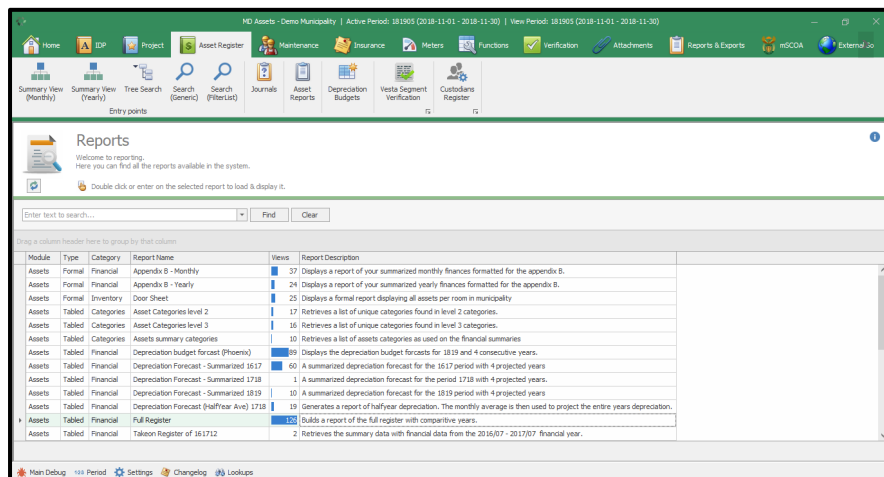 MD Assets - Demo Municipality | Active Period: 181905 (2018-11-01 - 2018-11-30) | View Period: 181905 (2018-11-01 - 2018-11-30)
Home IDP Project Asset Register Maintenance Insurance Meters Functions Verification Attachments Reports & Exports mSCOA External
Summary View (Monthly) Summary View (Yearly) Tree Search Search (Generic) Search (FilterList) Journals Asset Reports Depreciation Budgets Vesta Segment Verification Custodians Register
Entry points
Reports
Welcome to reporting.
Here you can find all the reports available in the system.
Double click or enter on the selected report to load & display it.
Enter text to search... Find Clear
Drag a column header here to group by that column
Module Type Category Report Name Views Report Description
Assets Formal Financial Appendix B - Monthly 37 Displays a report of your summarized monthly finances formatted for the appendix B.
Assets Formal Financial Appendix B - Yearly 24 Displays a report of your summarized yearly finances formatted for the appendix B.
Assets Formal Inventory Door Sheet 25 Displays a formal report displaying all assets per room in municipality
Assets Tabled Categories Asset Categories level 2 17 Retrieves a list of unique categories found in level 2 categories.
Assets Tabled Categories Asset Categories level 3 16 Retrieves a list of unique categories found in level 3 categories.
Assets Tabled Categories Assets summary categories 10 Retrieves a list of assets categories as used on the financial summaries
Assets Tabled Financial Depreciation budget forcast (Phoenix) 89 Displays the depreciation budget forcasts for 1819 and 4 consecutive years.
Assets Tabled Financial Depreciation Forecast - Summarized 1617 60 A summarized depreciation forecast for the 1617 period with 4 projected years
Assets Tabled Financial Depreciation Forecast - Summarized 1718 1 A summarized depreciation forecast for the period 1718 with 4 projected years.
Assets Tabled Financial Depreciation Forecast - Summarized 1819 10 A summarized depreciation forecast for the 1819 period with 4 projected years
Assets Tabled Financial Depreciation Forecast (HalfYear Ave) 1718 19 Generates a report of halfyear depreciation. The monthly average is then used to project the entire years depreciation.
Assets Tabled Financial Full Register 126 Builds a report of the full register with comparitive years.
Assets Tabled Financial Takeon Register of 161712 2 Retrieves the summary data with financial data from the 2016/07 - 2017/07 financial year.
Main Debug Period Settings Changelog Lookups